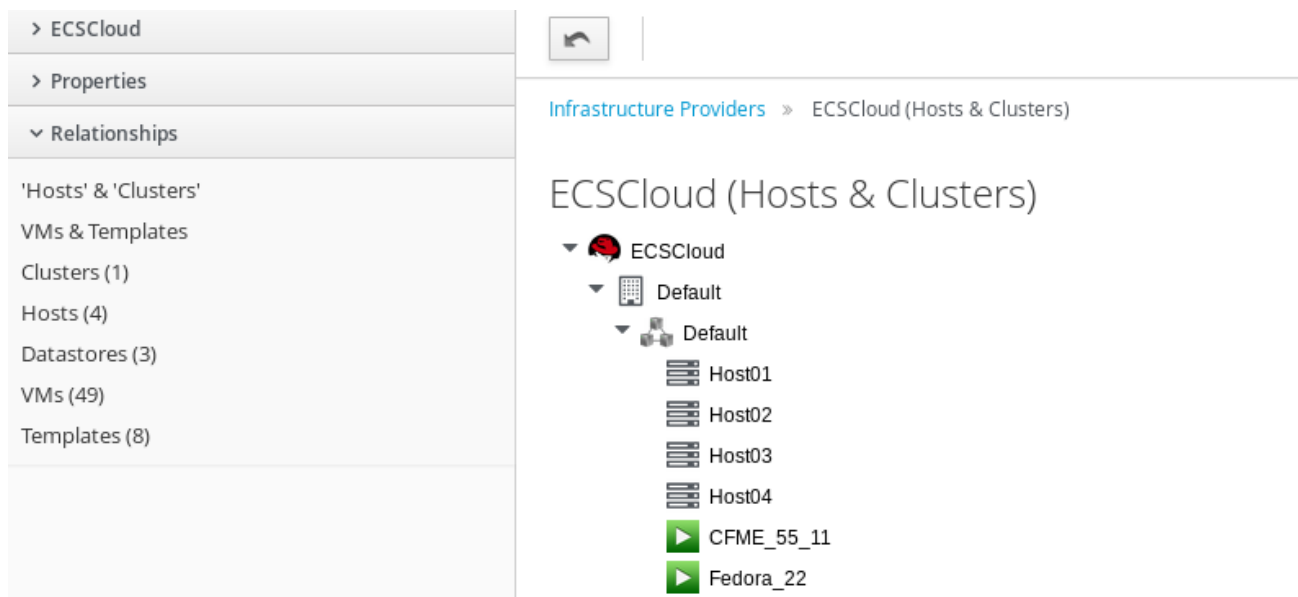 ECSCloud
Properties
Relationships
'Hosts' & 'Clusters'
VMs & Templates
Clusters (1)
Hosts (4)
Datastores (3)
VMs (49)
Templates (8)
Infrastructure Providers » ECSCloud (Hosts & Clusters)
ECSCloud (Hosts & Clusters)
ECSCloud
Default
Default
Host01
Host02
Host03
Host04
CFME_55_11
Fedora_22